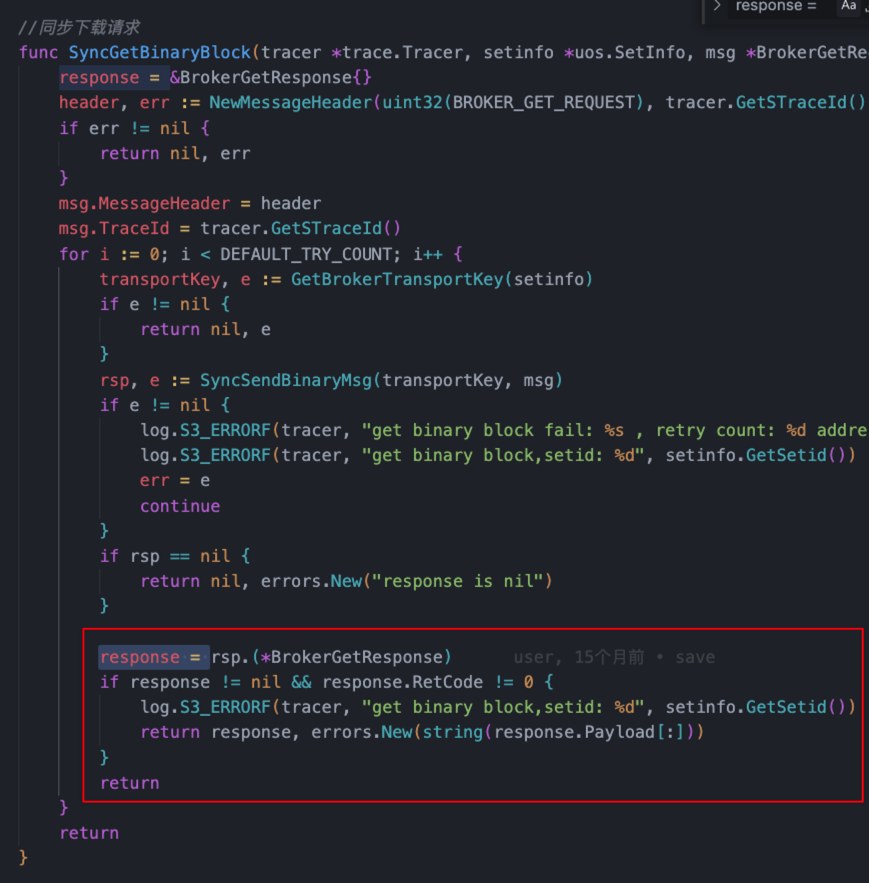 response =
Aa
//同步下载请求
func SyncGetBinaryBlock(tracer *trace.Tracer, setinfo *uos.SetInfo, msg *BrokerGetRe
response = &BrokerGetResponse{}
header, err := NewMessageHeader(uint32(BROKER_GET_REQUEST), tracer.GetSTraceId()
if err != nil {
return nil, err
}
msg.MessageHeader = header
msg.TraceId = tracer.GetSTraceId()
for i := 0; i < DEFAULT_TRY_COUNT; i++ {
transportKey, e := GetBrokerTransportKey(setinfo)
if e != nil {
return nil, e
}
rsp, e := SyncSendBinaryMsg(transportKey, msg)
if e != nil {
log.S3_ERRORF(tracer, "get binary block fail: %s , retry count: %d addre
log.S3_ERRORF(tracer, "get binary block,setid: %d", setinfo.GetSetid())
err = e
continue
}
if rsp == nil {
return nil, errors.New("response is nil")
}
response = rsp.(*BrokerGetResponse) user, 15个月前 • save
if response != nil && response.RetCode != 0 {
log.S3_ERRORF(tracer, "get binary block,setid: %d", setinfo.GetSetid())
return response, errors.New(string(response.Payload[:]))
}
return
}
return
}